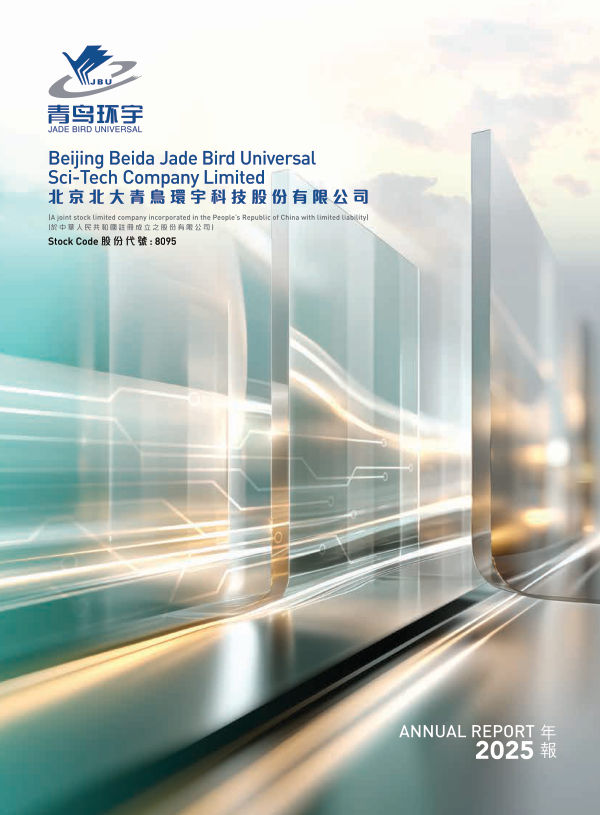 JBU
青鸟环宇
JADE BIRD UNIVERSAL
Beijing Beida Jade Bird Universal
Sci-Tech Company Limited
北京北大青鳥環宇科技股份有限公司
(A joint stock limited company incorporated in the People's Republic of China with limited liability)
(於中華人民共和國註冊成立之股份有限公司)
Stock Code 股份代號 : 8095
ANNUAL REPORT 年
2025 報